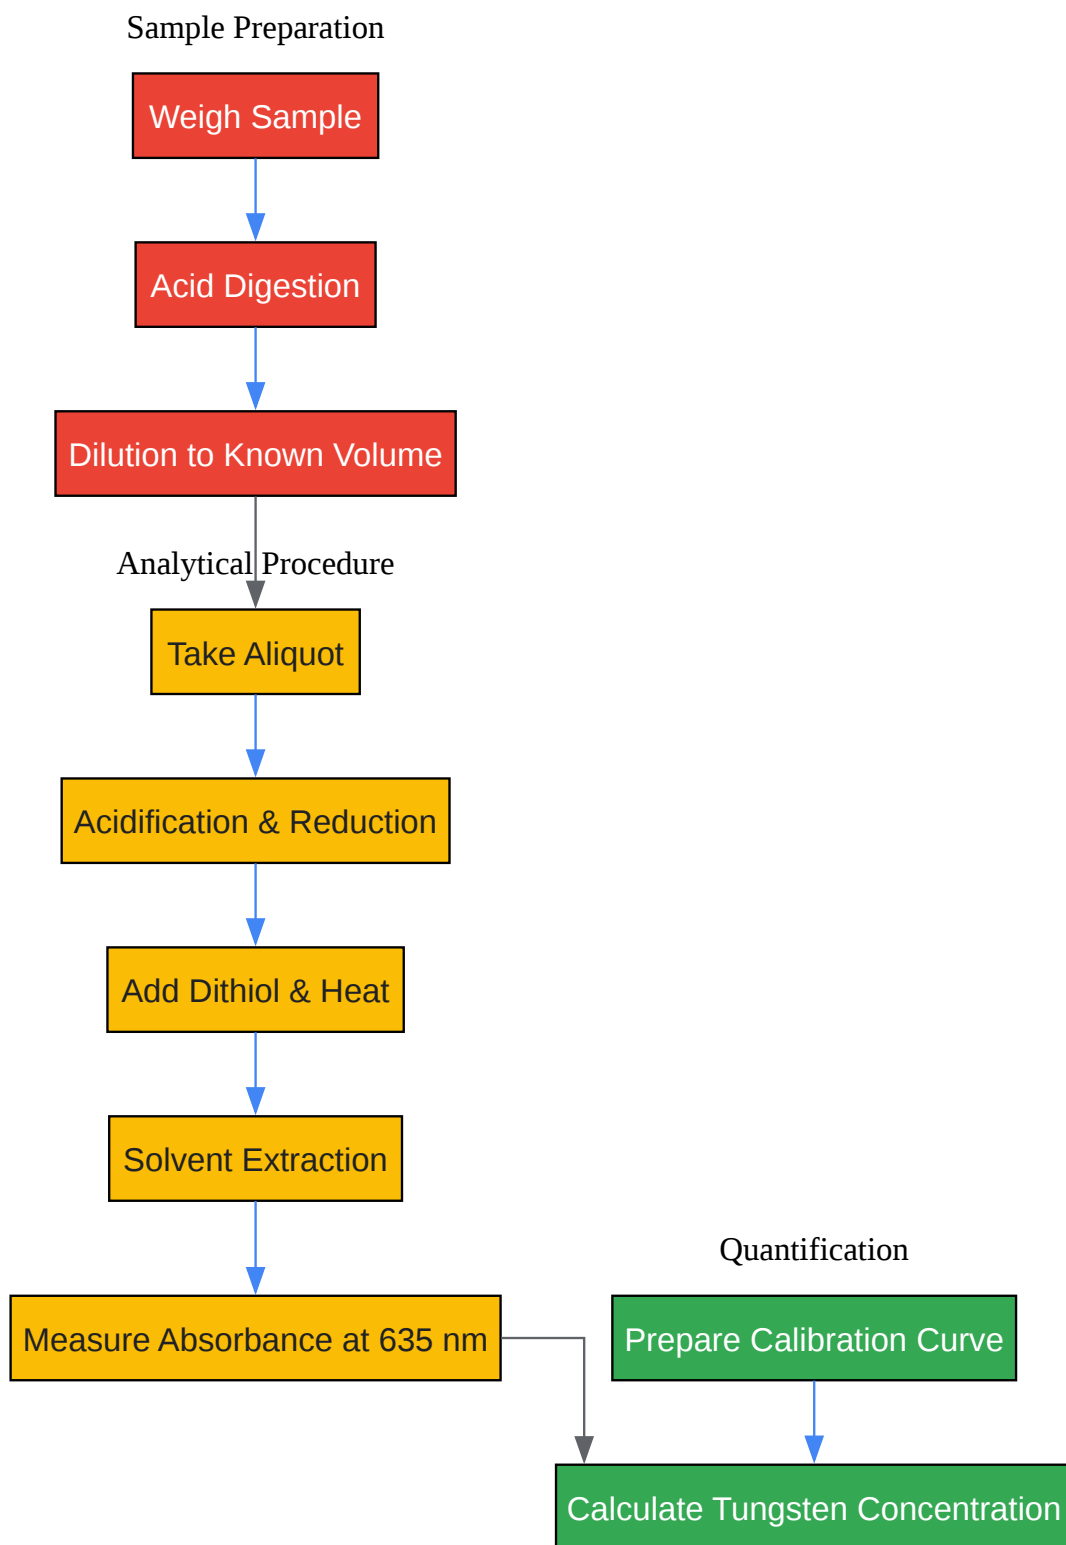 Sample Preparation
Weigh Sample
Acid Digestion
Dilution to Known Volume
Analytical Procedure
Take Aliquot
Acidification & Reduction
Add Dithiol & Heat
Solvent Extraction
Measure Absorbance at 635 nm
Quantification
Prepare Calibration Curve
Calculate Tungsten Concentration